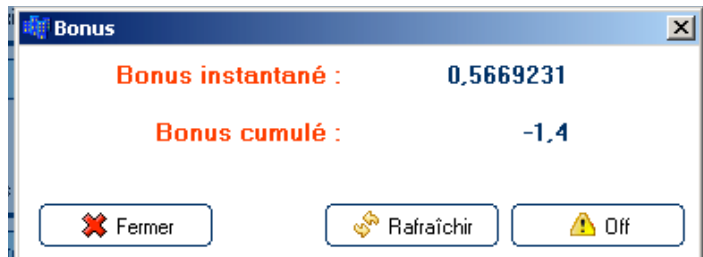 Bonus
Bonus instantané : 0,5669231
Bonus cumulé : -1,4
Fermer Rafraîchir Off